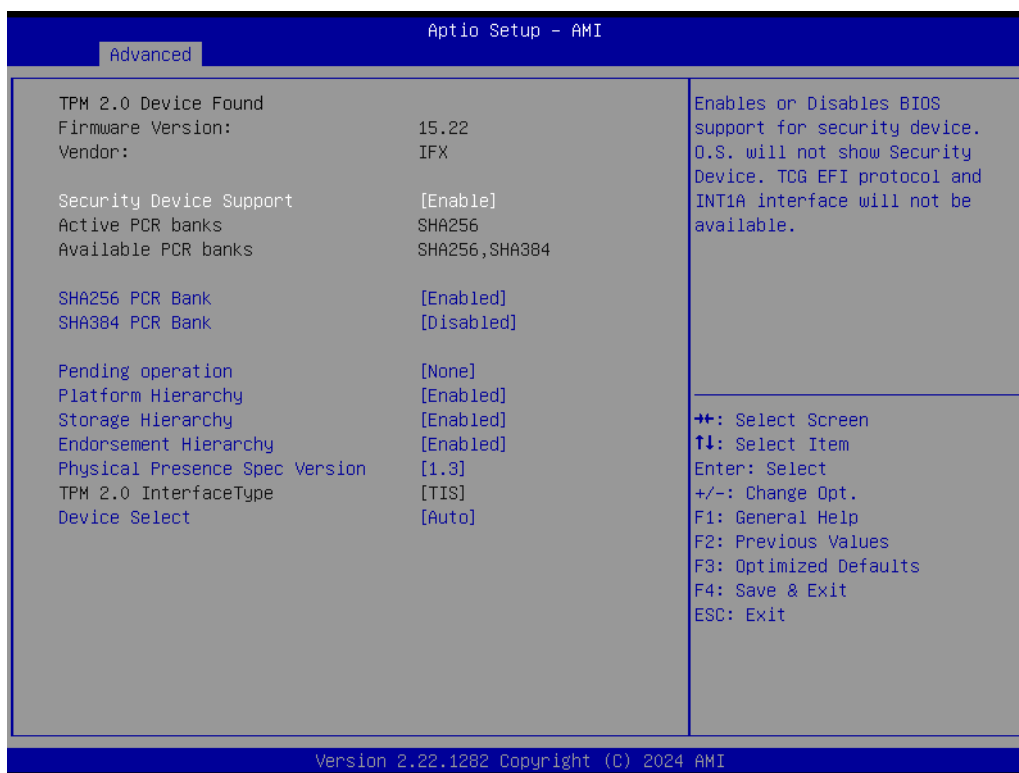 Aptio Setup - AMI
Advanced
TPM 2.0 Device Found
Firmware Version: 15.22
Vendor: IFX
Security Device Support [Enable]
Active PCR banks SHA256
Available PCR banks SHA256,SHA384
SHA256 PCR Bank [Enabled]
SHA384 PCR Bank [Disabled]
Pending operation [None]
Platform Hierarchy [Enabled]
Storage Hierarchy [Enabled]
Endorsement Hierarchy [Enabled]
Physical Presence Spec Version [1.3]
TPM 2.0 InterfaceType [TIS]
Device Select [Auto]
Enables or Disables BIOS
support for security device.
O.S. will not show Security
Device. TCG EFI protocol and
INT1A interface will not be
available.
→←: Select Screen
↑↓: Select Item
Enter: Select
+/-: Change Opt.
F1: General Help
F2: Previous Values
F3: Optimized Defaults
F4: Save & Exit
ESC: Exit
Version 2.22.1282 Copyright (C) 2024 AMI